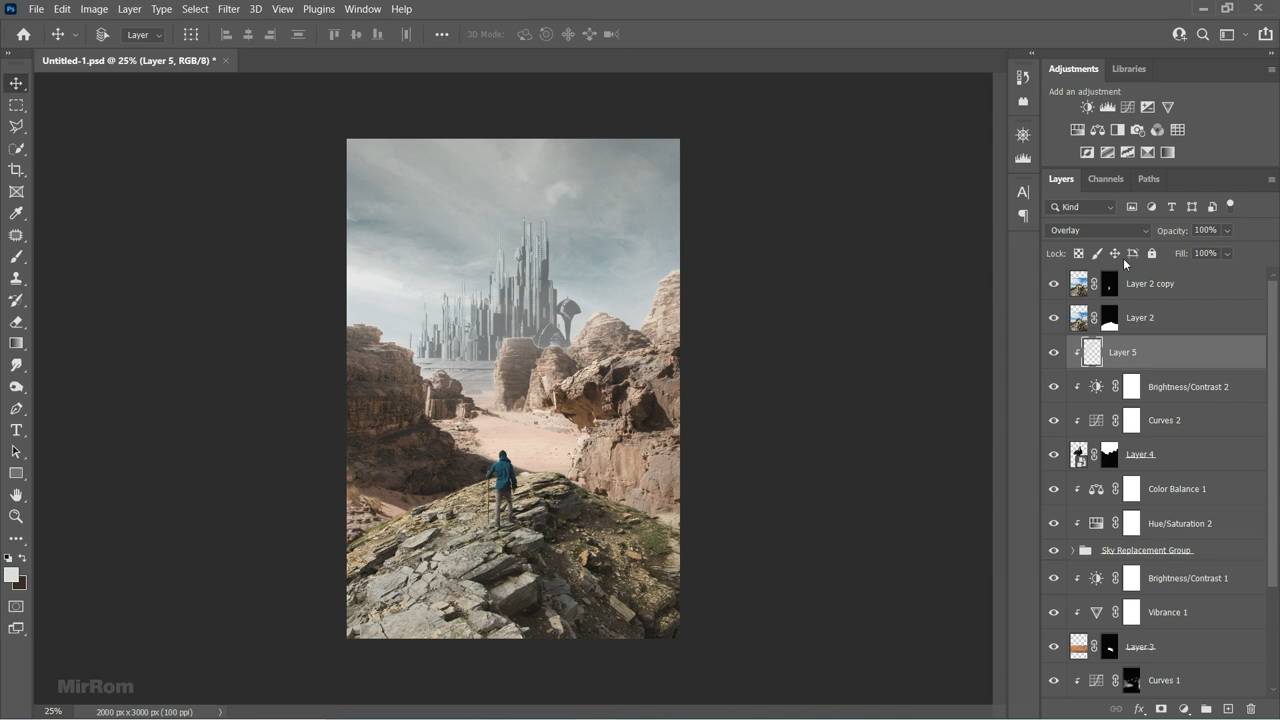 Ps File Edit Image Layer Type Select Filter 3D View Plugins Window Help
Layer 3D Mode:
Untitled-1.psd @ 25% (Layer 5, RGB/8) *
Adjustments Libraries
Add an adjustment
Layers Channels Paths
Kind
Overlay Opacity: 100%
Lock: Fill: 100%
Layer 2 copy
Layer 2
Layer 5
Brightness/Contrast 2
Curves 2
Layer 4
Color Balance 1
Hue/Saturation 2
Sky Replacement Group
Brightness/Contrast 1
Vibrance 1
Layer 3
Curves 1
MirRom
25% 2000 px x 3000 px (100 ppi)